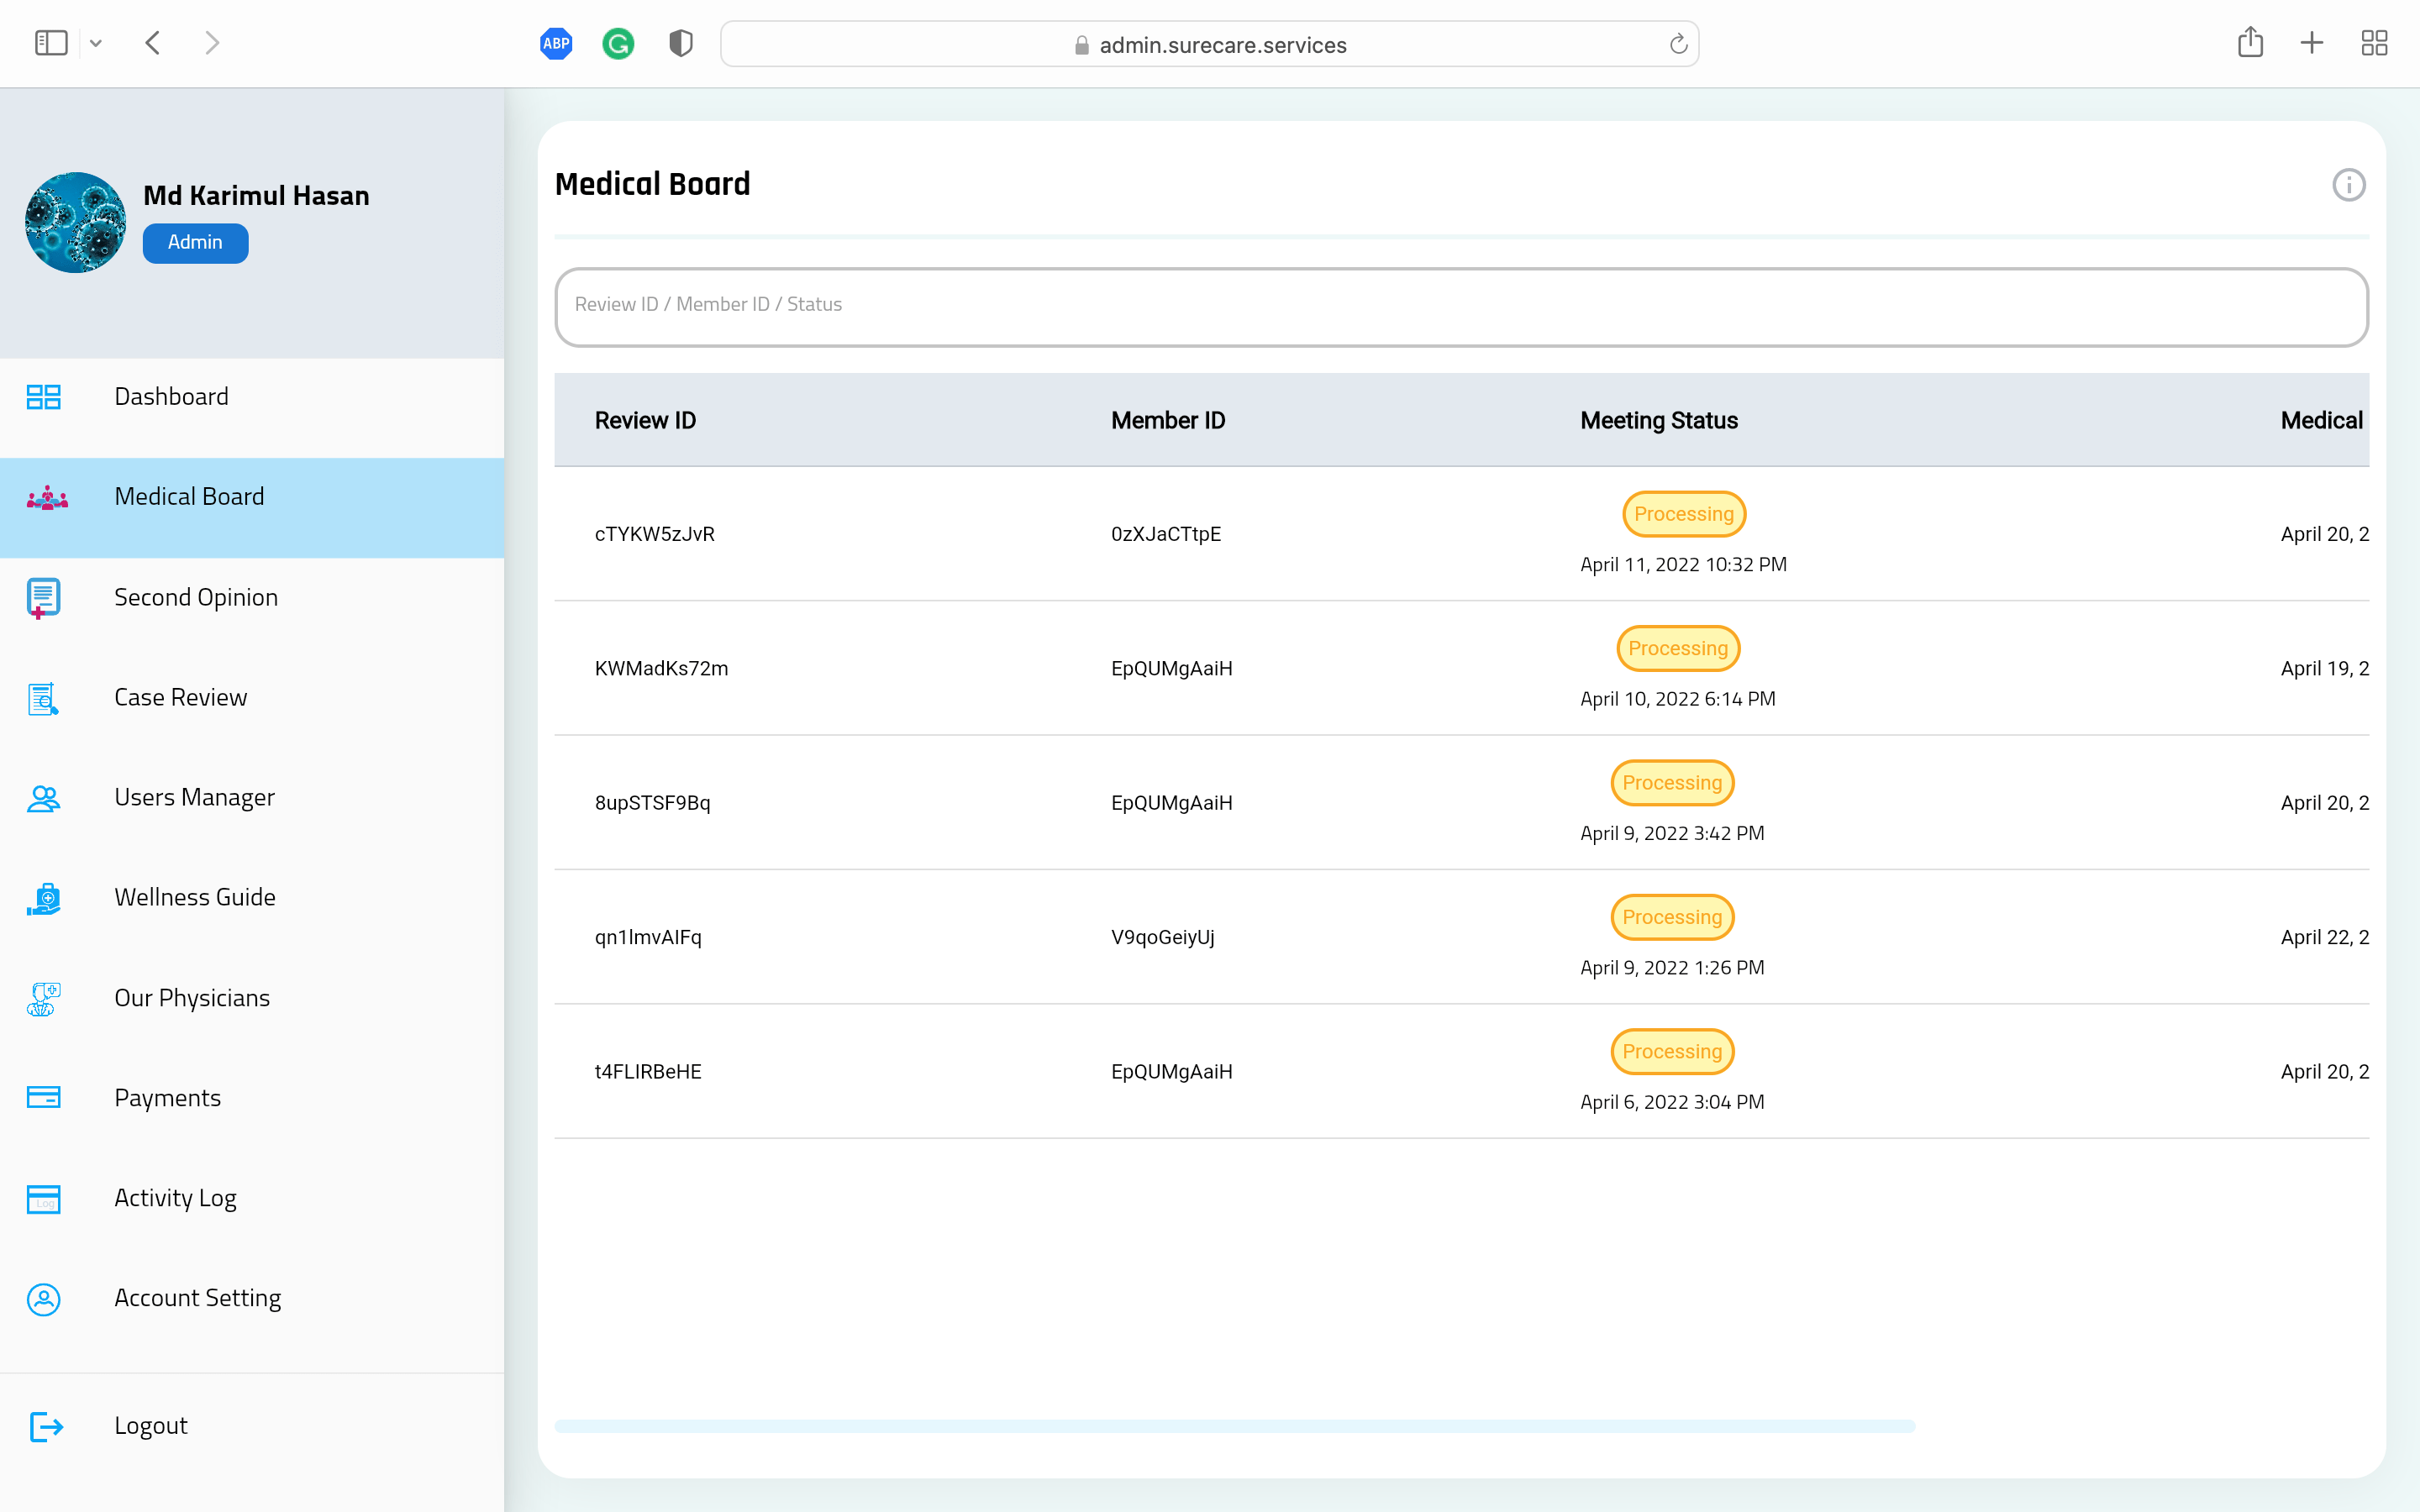 ABP
admin.surecare.services
Md Karimul Hasan
Admin
Dashboard
Medical Board
Second Opinion
Case Review
Users Manager
Wellness Guide
Our Physicians
Payments
Log
Activity Log
Account Setting
Logout
Medical Board
Review ID / Member ID / Status
Review ID Member ID Meeting Status Medical
Processing
cTYKW5zJvR 0zXJaCTtpE April 20, 2
April 11, 2022 10:32 PM
Processing
KWMadKs72m EpQUMgAaiH April 19, 2
April 10, 2022 6:14 PM
Processing
8upSTSF9Bq EpQUMgAaiH April 20, 2
April 9, 2022 3:42 PM
Processing
V9qoGeiyUj April 22, 2
April 9, 2022 1:26 PM
Processing
EpQUMgAaiH April 20, 2
April 6, 2022 3:04 PM